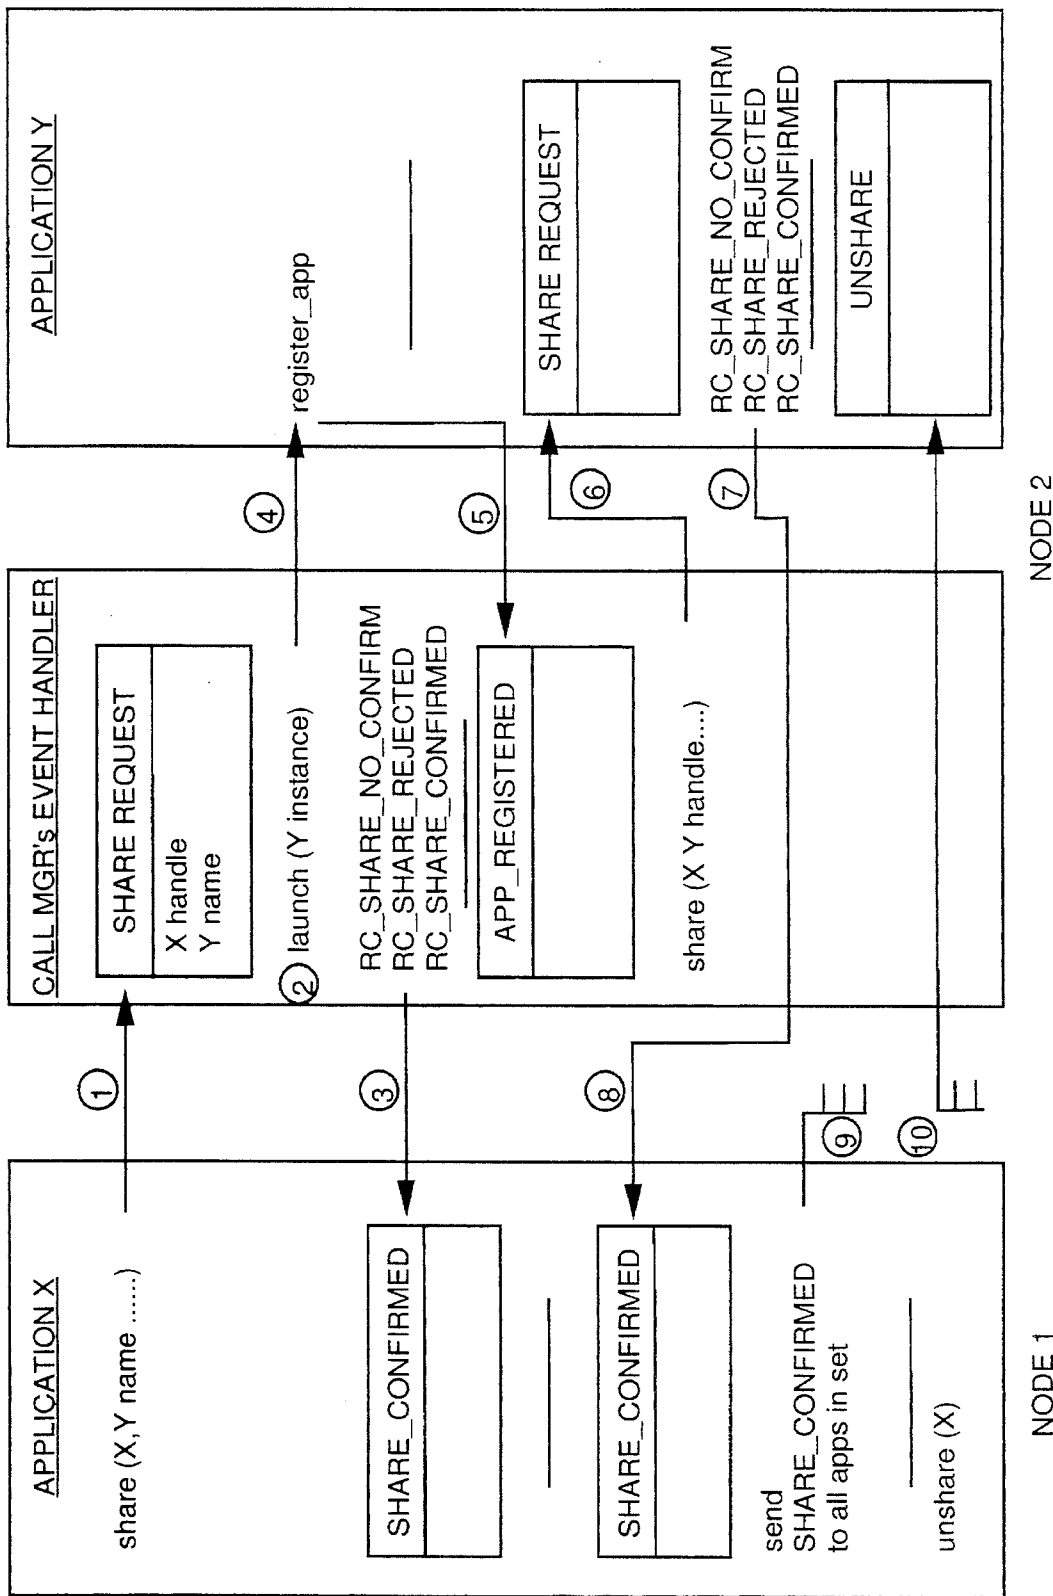 APPLICATION X
share (X,Y name ......)
SHARE_CONFIRMED
SHARE_CONFIRMED
send
SHARE_CONFIRMED
to all apps in set
unshare (X)
NODE 1
1
3
8
9
10
CALL MGR's EVENT HANDLER
SHARE REQUEST
X handle
Y name
2 launch (Y instance)
RC_SHARE_NO_CONFIRM
RC_SHARE_REJECTED
RC_SHARE_CONFIRMED
APP_REGISTERED
share (X Y handle....)
4
5
6
7
NODE 2
APPLICATION Y
register_app
SHARE REQUEST
RC_SHARE_NO_CONFIRM
RC_SHARE_REJECTED
RC_SHARE_CONFIRMED
UNSHARE